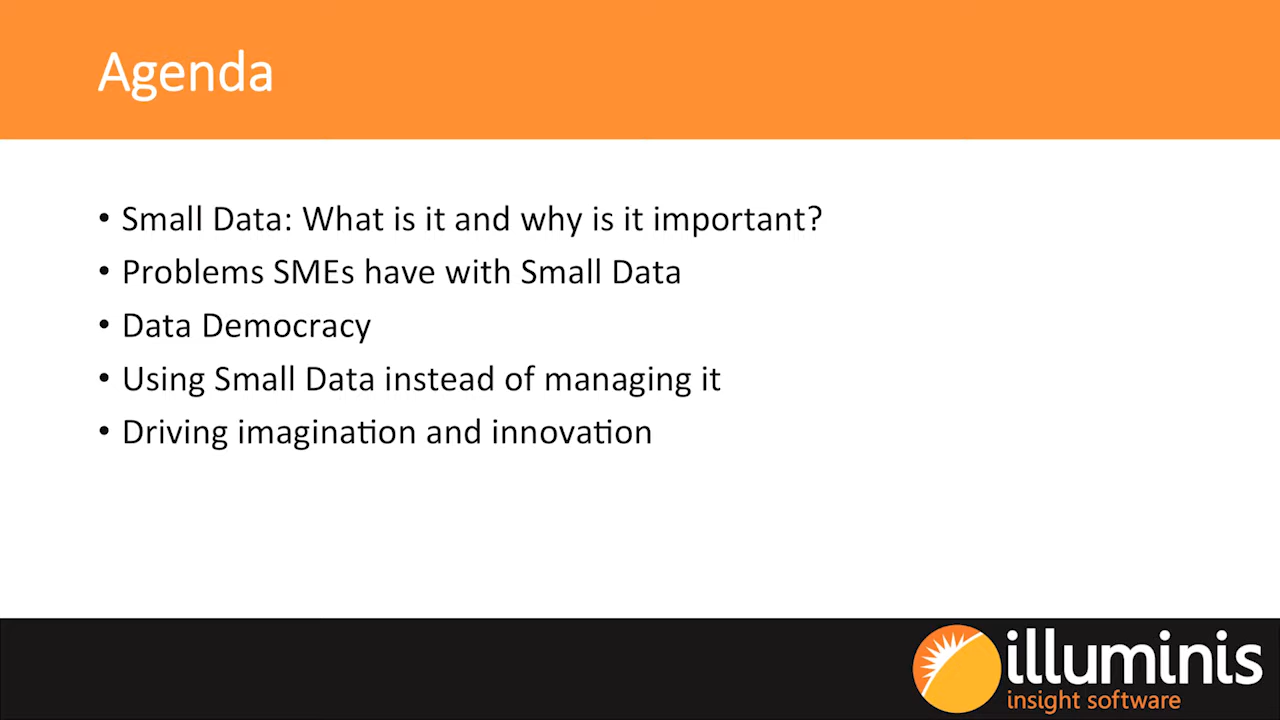 Agenda
• Small Data: What is it and why is it important?
• Problems SMEs have with Small Data
• Data Democracy
• Using Small Data instead of managing it
• Driving imagination and innovation
illuminis
insight software